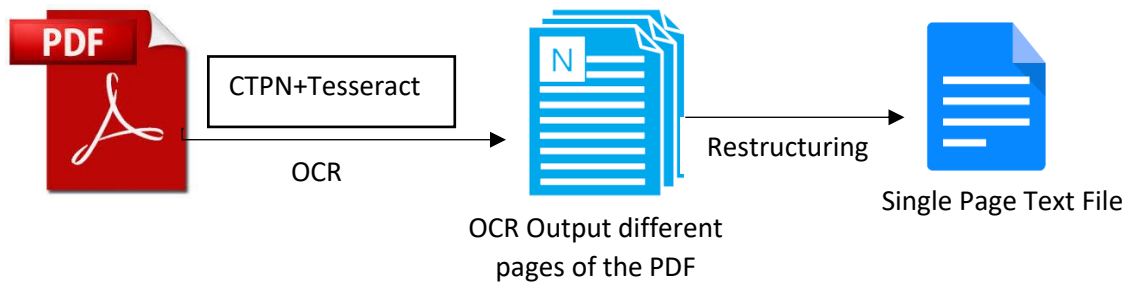 PDF
CTPN+Tesseract
OCR
N
OCR Output different
pages of the PDF
Restructuring
Single Page Text File